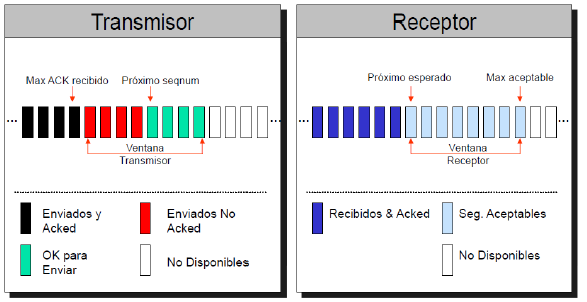 Transmisor
Max ACK recibido
Próximo seqnum
...
...
Ventana
Transmisor
Enviados y
Acked
Enviados No
Acked
OK para
Enviar
No Disponibles
Receptor
Próximo esperado
Max aceptable
...
...
Ventana
Receptor
Recibidos & Acked
Seg. Aceptables
No Disponibles